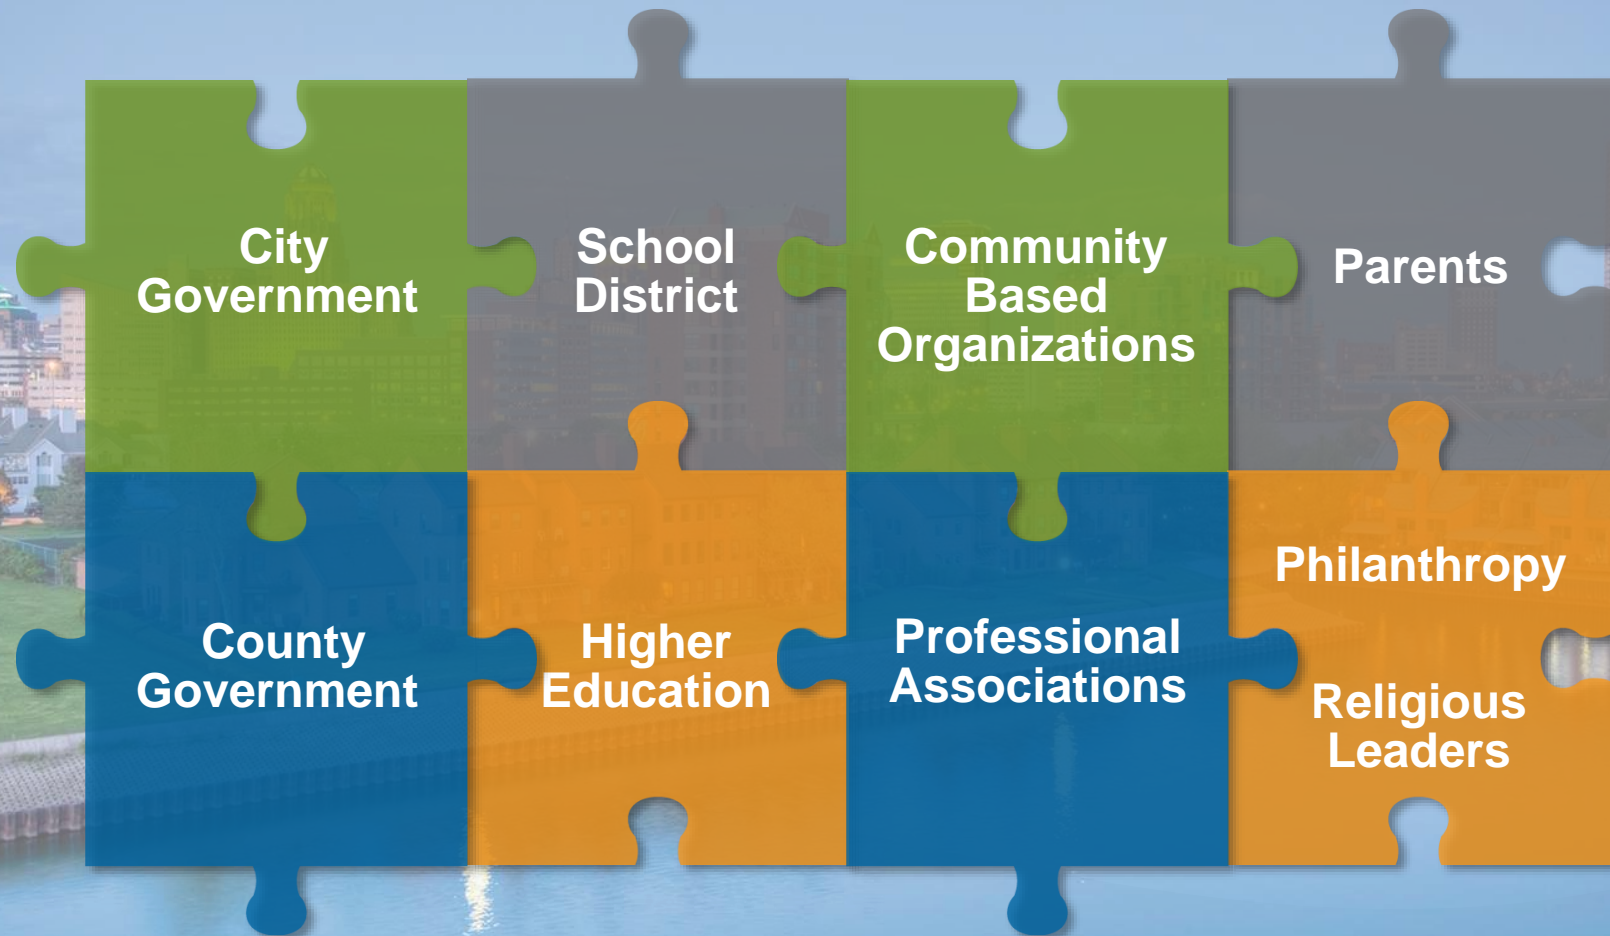 City
Government
School
District
Community
Based
Organizations
Parents
County
Government
Higher
Education
Professional
Associations
Philanthropy
Religious
Leaders